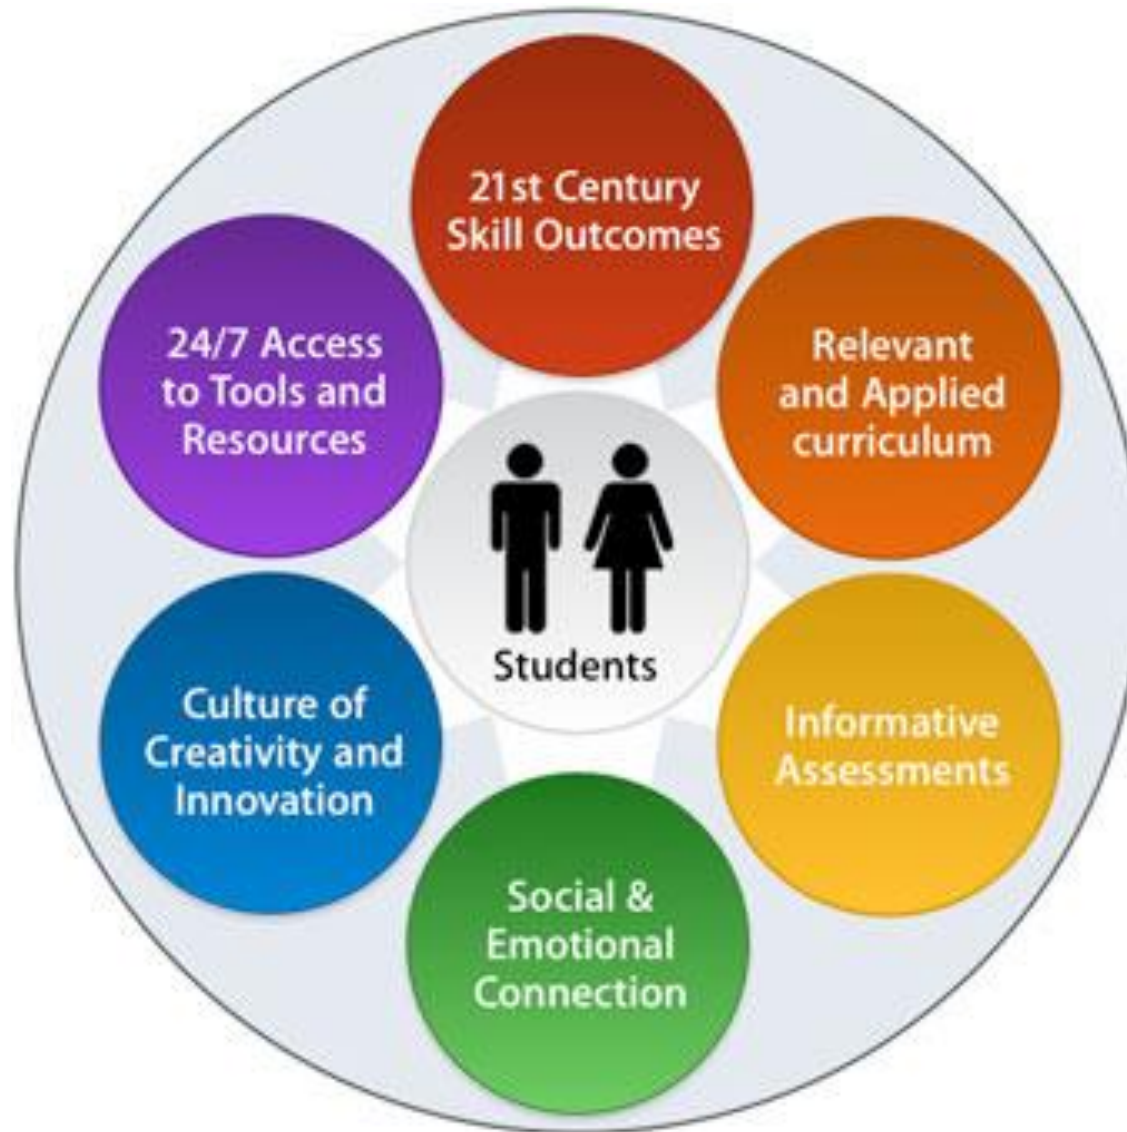 21st Century
Skill Outcomes
Relevant
and Applied
curriculum
Informative
Assessments
Social &
Emotional
Connection
Culture of
Creativity and
Innovation
24/7 Access
to Tools and
Resources
Students